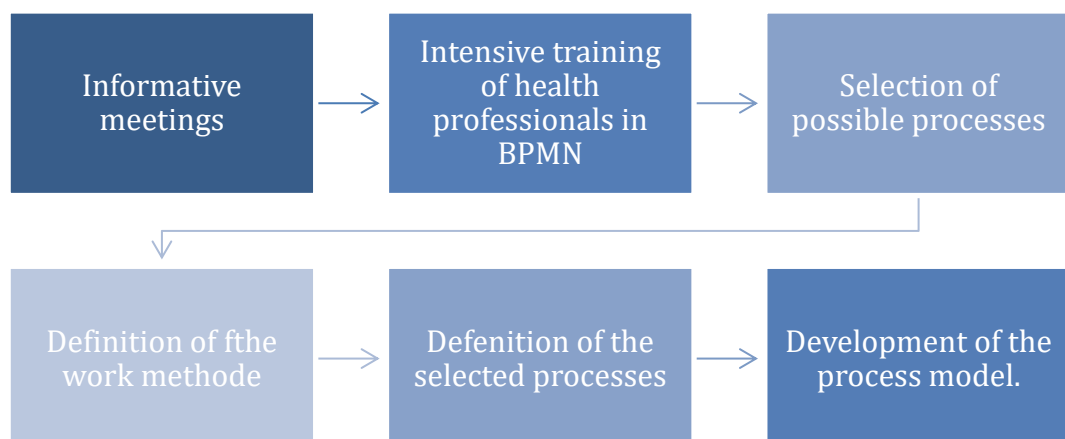 Informative
meetings
Intensive training
of health
professionals in
BPMN
Selection of
possible processes
Definition of fthe
work methode
Defenition of the
selected processes
Development of the
process model.